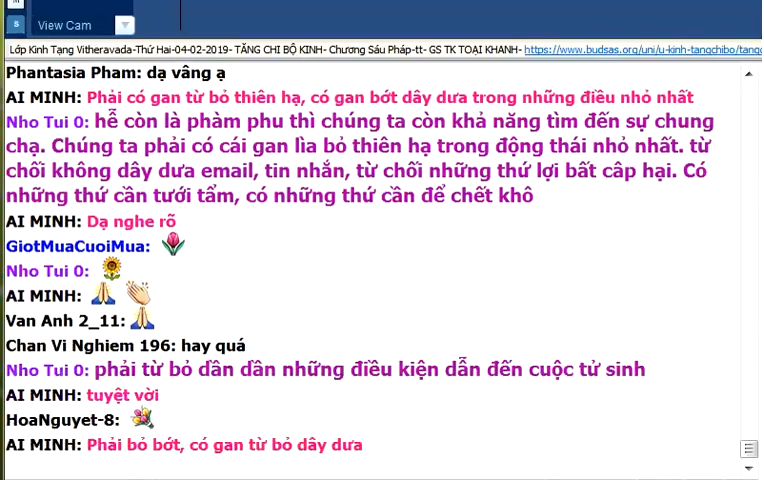 View Cam
Lớp Kinh Tạng Vitheravada-Thứ Hai-04-02-2019- TĂNG CHI BỘ KINH- Chương Sáu Pháp-tt- GS TK TOẠI KHANH- https://www.budsas.org/uni/u-kinh-tangchibo/tangc
Phantasia Pham: dạ vâng ạ
AI MINH: Phải có gan từ bỏ thiên hạ, có gan bớt dây dưa trong những điều nhỏ nhất
Nho Tui 0: hễ còn là phàm phu thì chúng ta còn khả năng tìm đến sự chung
chạ. Chúng ta phải có cái gan lìa bỏ thiên hạ trong động thái nhỏ nhất. từ
chối không dây dưa email, tin nhắn, từ chối những thứ lợi bất câp hại. Có
những thứ cần tưới tẩm, có những thứ cần để chết khô
AI MINH: Dạ nghe rõ
GiotMuaCuoiMua:
Nho Tui 0:
AI MINH:
Van Anh 2_11:
Chan Vi Nghiem 196: hay quá
Nho Tui 0: phải từ bỏ dần dần những điều kiện dẫn đến cuộc tử sinh
AI MINH: tuyệt vời
HoaNguyet-8:
AI MINH: Phải bỏ bớt, có gan từ bỏ dây dưa